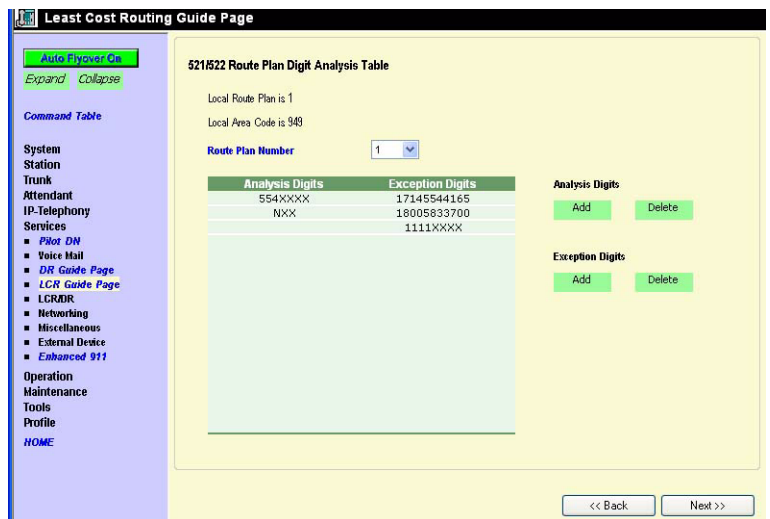 Least Cost Routing Guide Page
Auto Flyover On
Expand Collapse
Command Table
System
Station
Trunk
Attendant
IP-Telephony
Services
Pilot DN
Voice Mail
DR Guide Page
LCR Guide Page
LCR/DR
Networking
Miscellaneous
External Device
Enhanced 911
Operation
Maintenance
Tools
Profile
HOME
521/522 Route Plan Digit Analysis Table
Local Route Plan is 1
Local Area Code is 949
Route Plan Number 1
Analysis Digits Exception Digits
554XXXX 17145544165
NXX 18005833700
1111XXXX
Analysis Digits
Add Delete
Exception Digits
Add Delete
<< Back Next >>